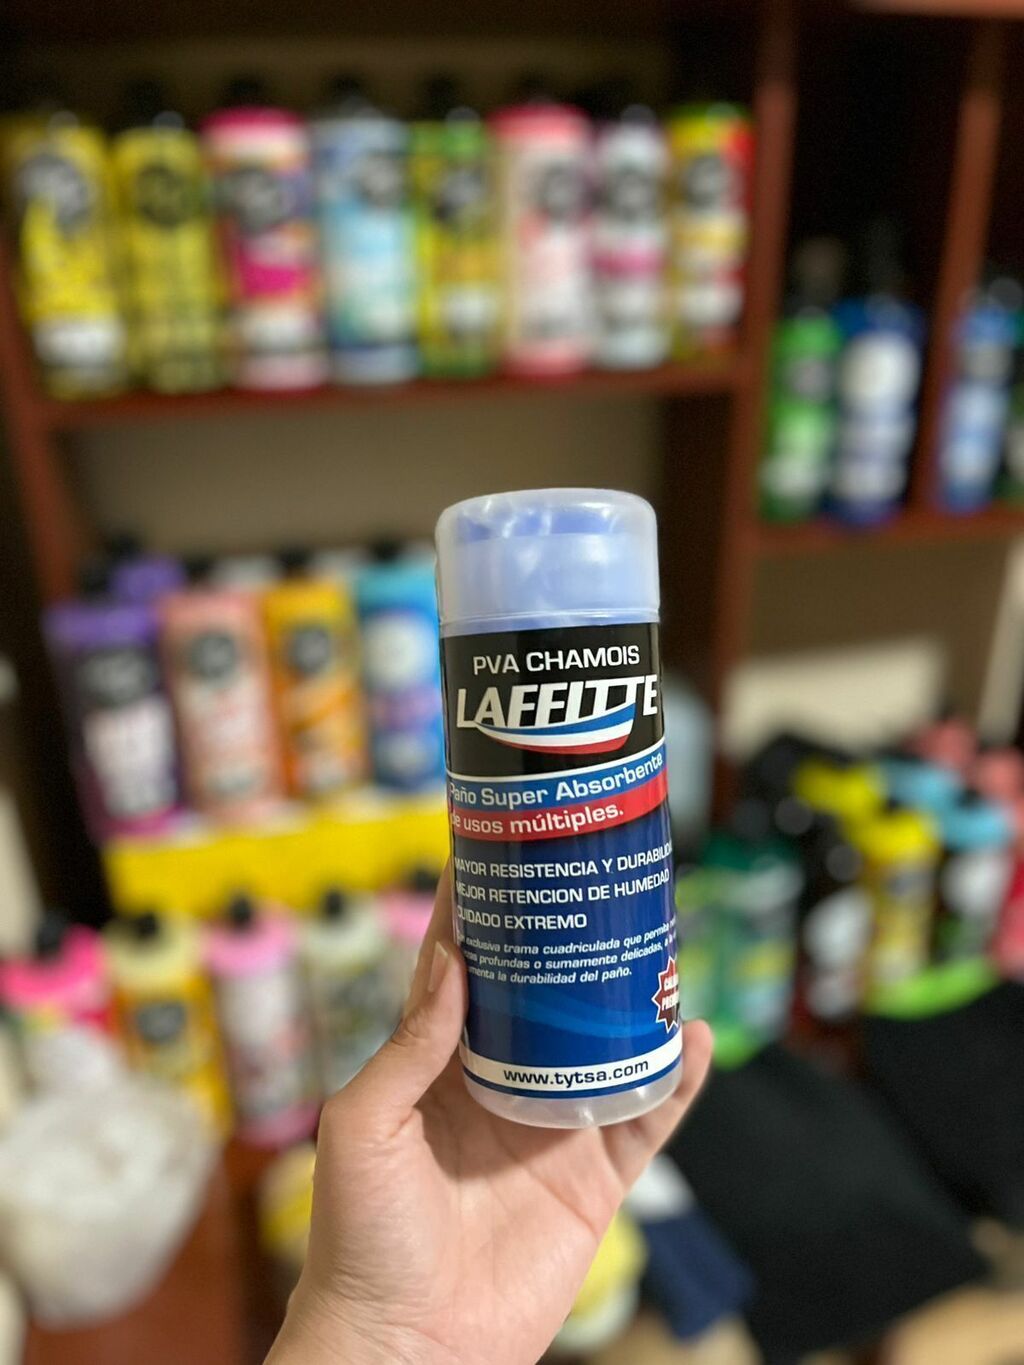 PVA CHAMOIS
LAFFITTE
Paño Super Absorbente
de usos múltiples.
MAYOR RESISTENCIA Y DURABILIDAD
MEJOR RETENCION DE HUMEDAD
CUIDADO EXTREMO
exclusiva trama cuadriculada que permite
profundas o sumamente delicadas,
la durabilidad del paño.
www.tytsa.com